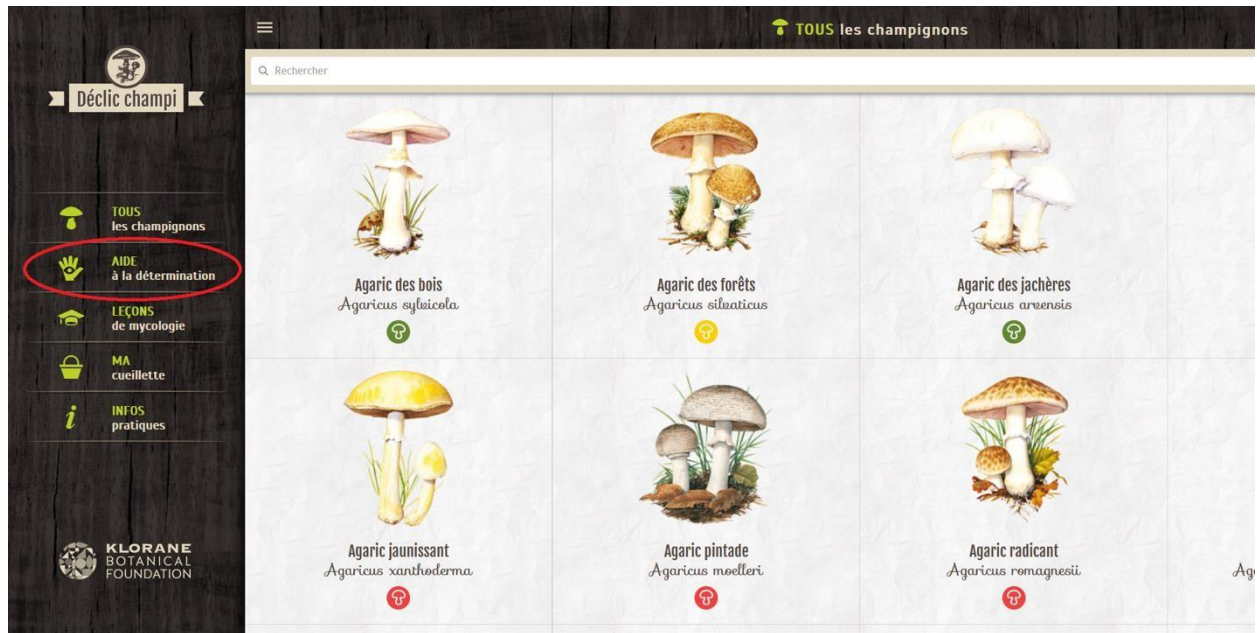 Déclic champi
TOUS
les champignons
AIDE
à la détermination
LEÇONS
de mycologie
MA
cueillette
INFOS
pratiques
KLORANE
BOTANICAL
FOUNDATION
TOUS les champignons
Rechercher
Agaric des bois
Agaricus sylvicola
Agaric des forêts
Agaricus silvaticus
Agaric des jachères
Agaricus arvensis
Agaric jaunissant
Agaricus xanthoderma
Agaric pintade
Agaricus moelleri
Agaric radicant
Agaricus romagnesii
Ag